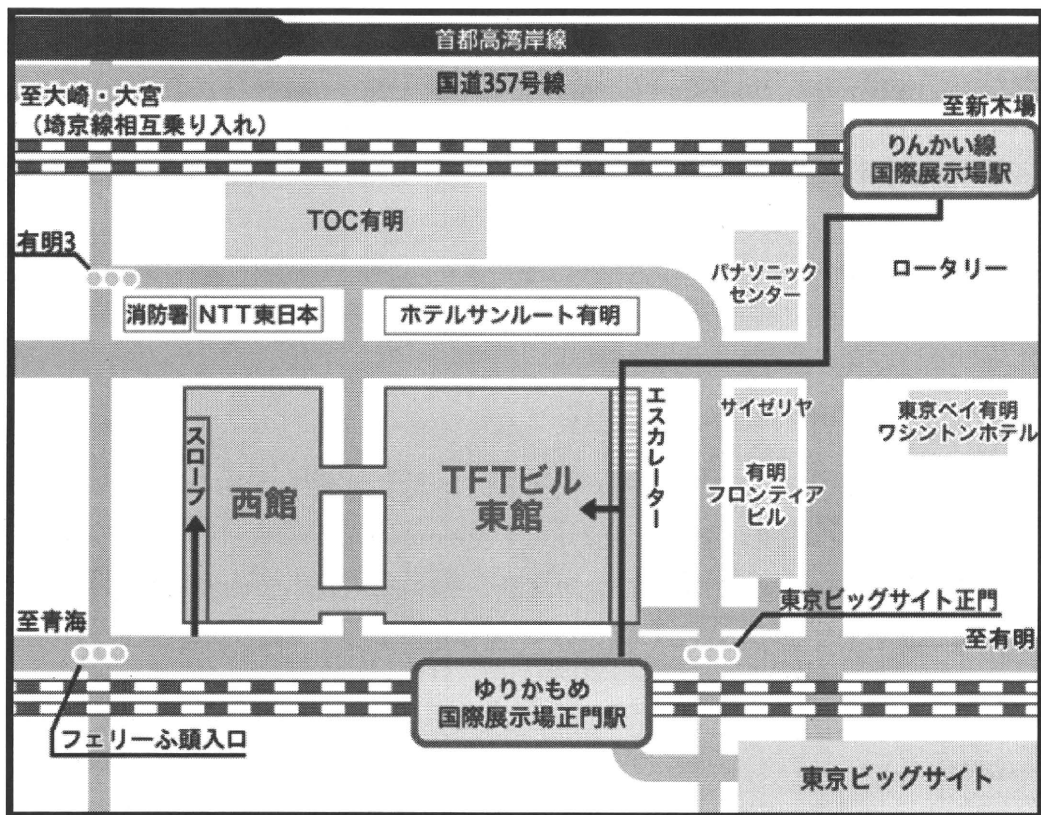 首都高湾岸線
国道357号線
至大崎・大宮
（埼京線相互乗り入れ）
至新木場
りんかい線
国際展示場駅
TOC有明
有明3
パナソニック
センター
ロータリー
消防署
NTT東日本
ホテルサンルート有明
エスカレーター
サイゼリヤ
東京ベイ有明
ワシントンホテル
スロープ
西館
TFTビル
東館
有明
フロンティア
ビル
至青海
東京ビッグサイト正門
至有明
ゆりかもめ
国際展示場正門駅
フェリーふ頭入口
東京ビッグサイト